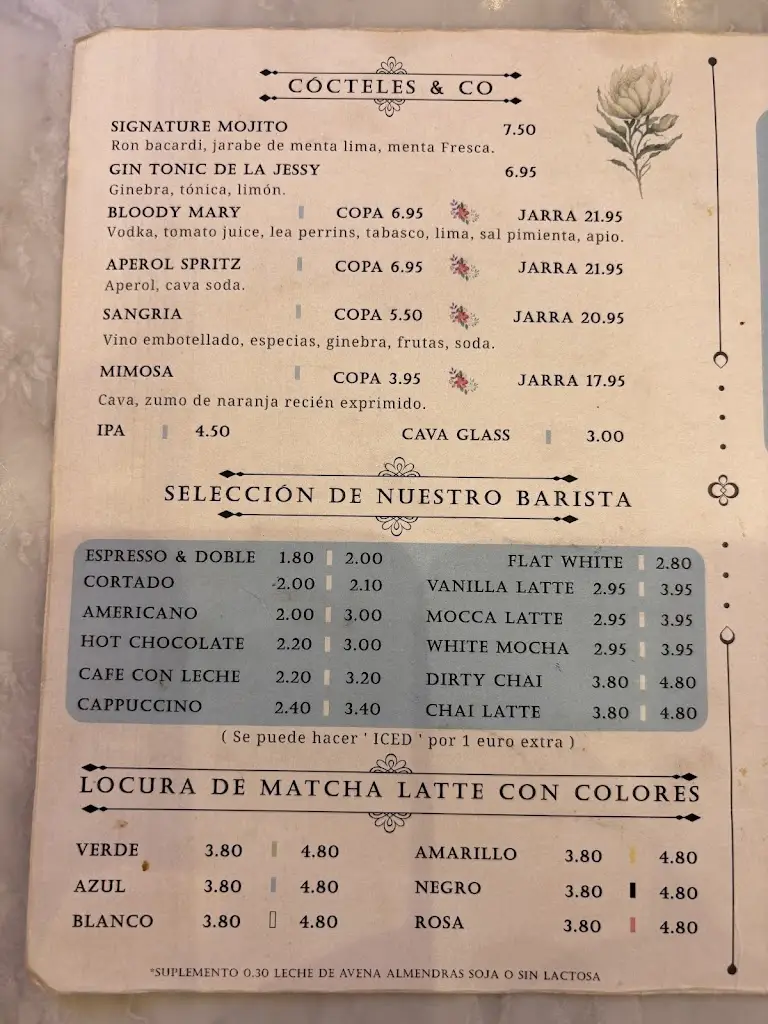 CÓCTELES & CO
SIGNATURE MOJITO 7.50
Ron bacardi, jarabe de menta lima, menta Fresca.
GIN TONIC DE LA JESSY 6.95
Ginebra, tónica, limón.
BLOODY MARY COPA 6.95 JARRA 21.95
Vodka, tomato juice, lea perrins, tabasco, lima, sal pimienta, apio.
APEROL SPRITZ COPA 6.95 JARRA 21.95
Aperol, cava soda.
SANGRIA COPA 5.50 JARRA 20.95
Vino embotellado, especias, ginebra, frutas, soda.
MIMOSA COPA 3.95 JARRA 17.95
Cava, zumo de naranja recién exprimido.
IPA 4.50 CAVA GLASS 3.00
SELECCIÓN DE NUESTRO BARISTA
ESPRESSO & DOBLE 1.80 2.00
CORTADO -2.00 2.10
AMERICANO 2.00 3.00
HOT CHOCOLATE 2.20 3.00
CAFE CON LECHE 2.20 3.20
CAPPUCCINO 2.40 3.40
FLAT WHITE 2.80
VANILLA LATTE 2.95 3.95
MOCCA LATTE 2.95 3.95
WHITE MOCHA 2.95 3.95
DIRTY CHAI 3.80 4.80
CHAI LATTE 3.80 4.80
( Se puede hacer ' ICED ' por 1 euro extra )
LOCURA DE MATCHA LATTE CON COLORES
VERDE 3.80 4.80
AZUL 3.80 4.80
BLANCO 3.80 4.80
AMARILLO 3.80 4.80
NEGRO 3.80 4.80
ROSA 3.80 4.80
*SUPLEMENTO 0.30 LECHE DE AVENA ALMENDRAS SOJA O SIN LACTOSA